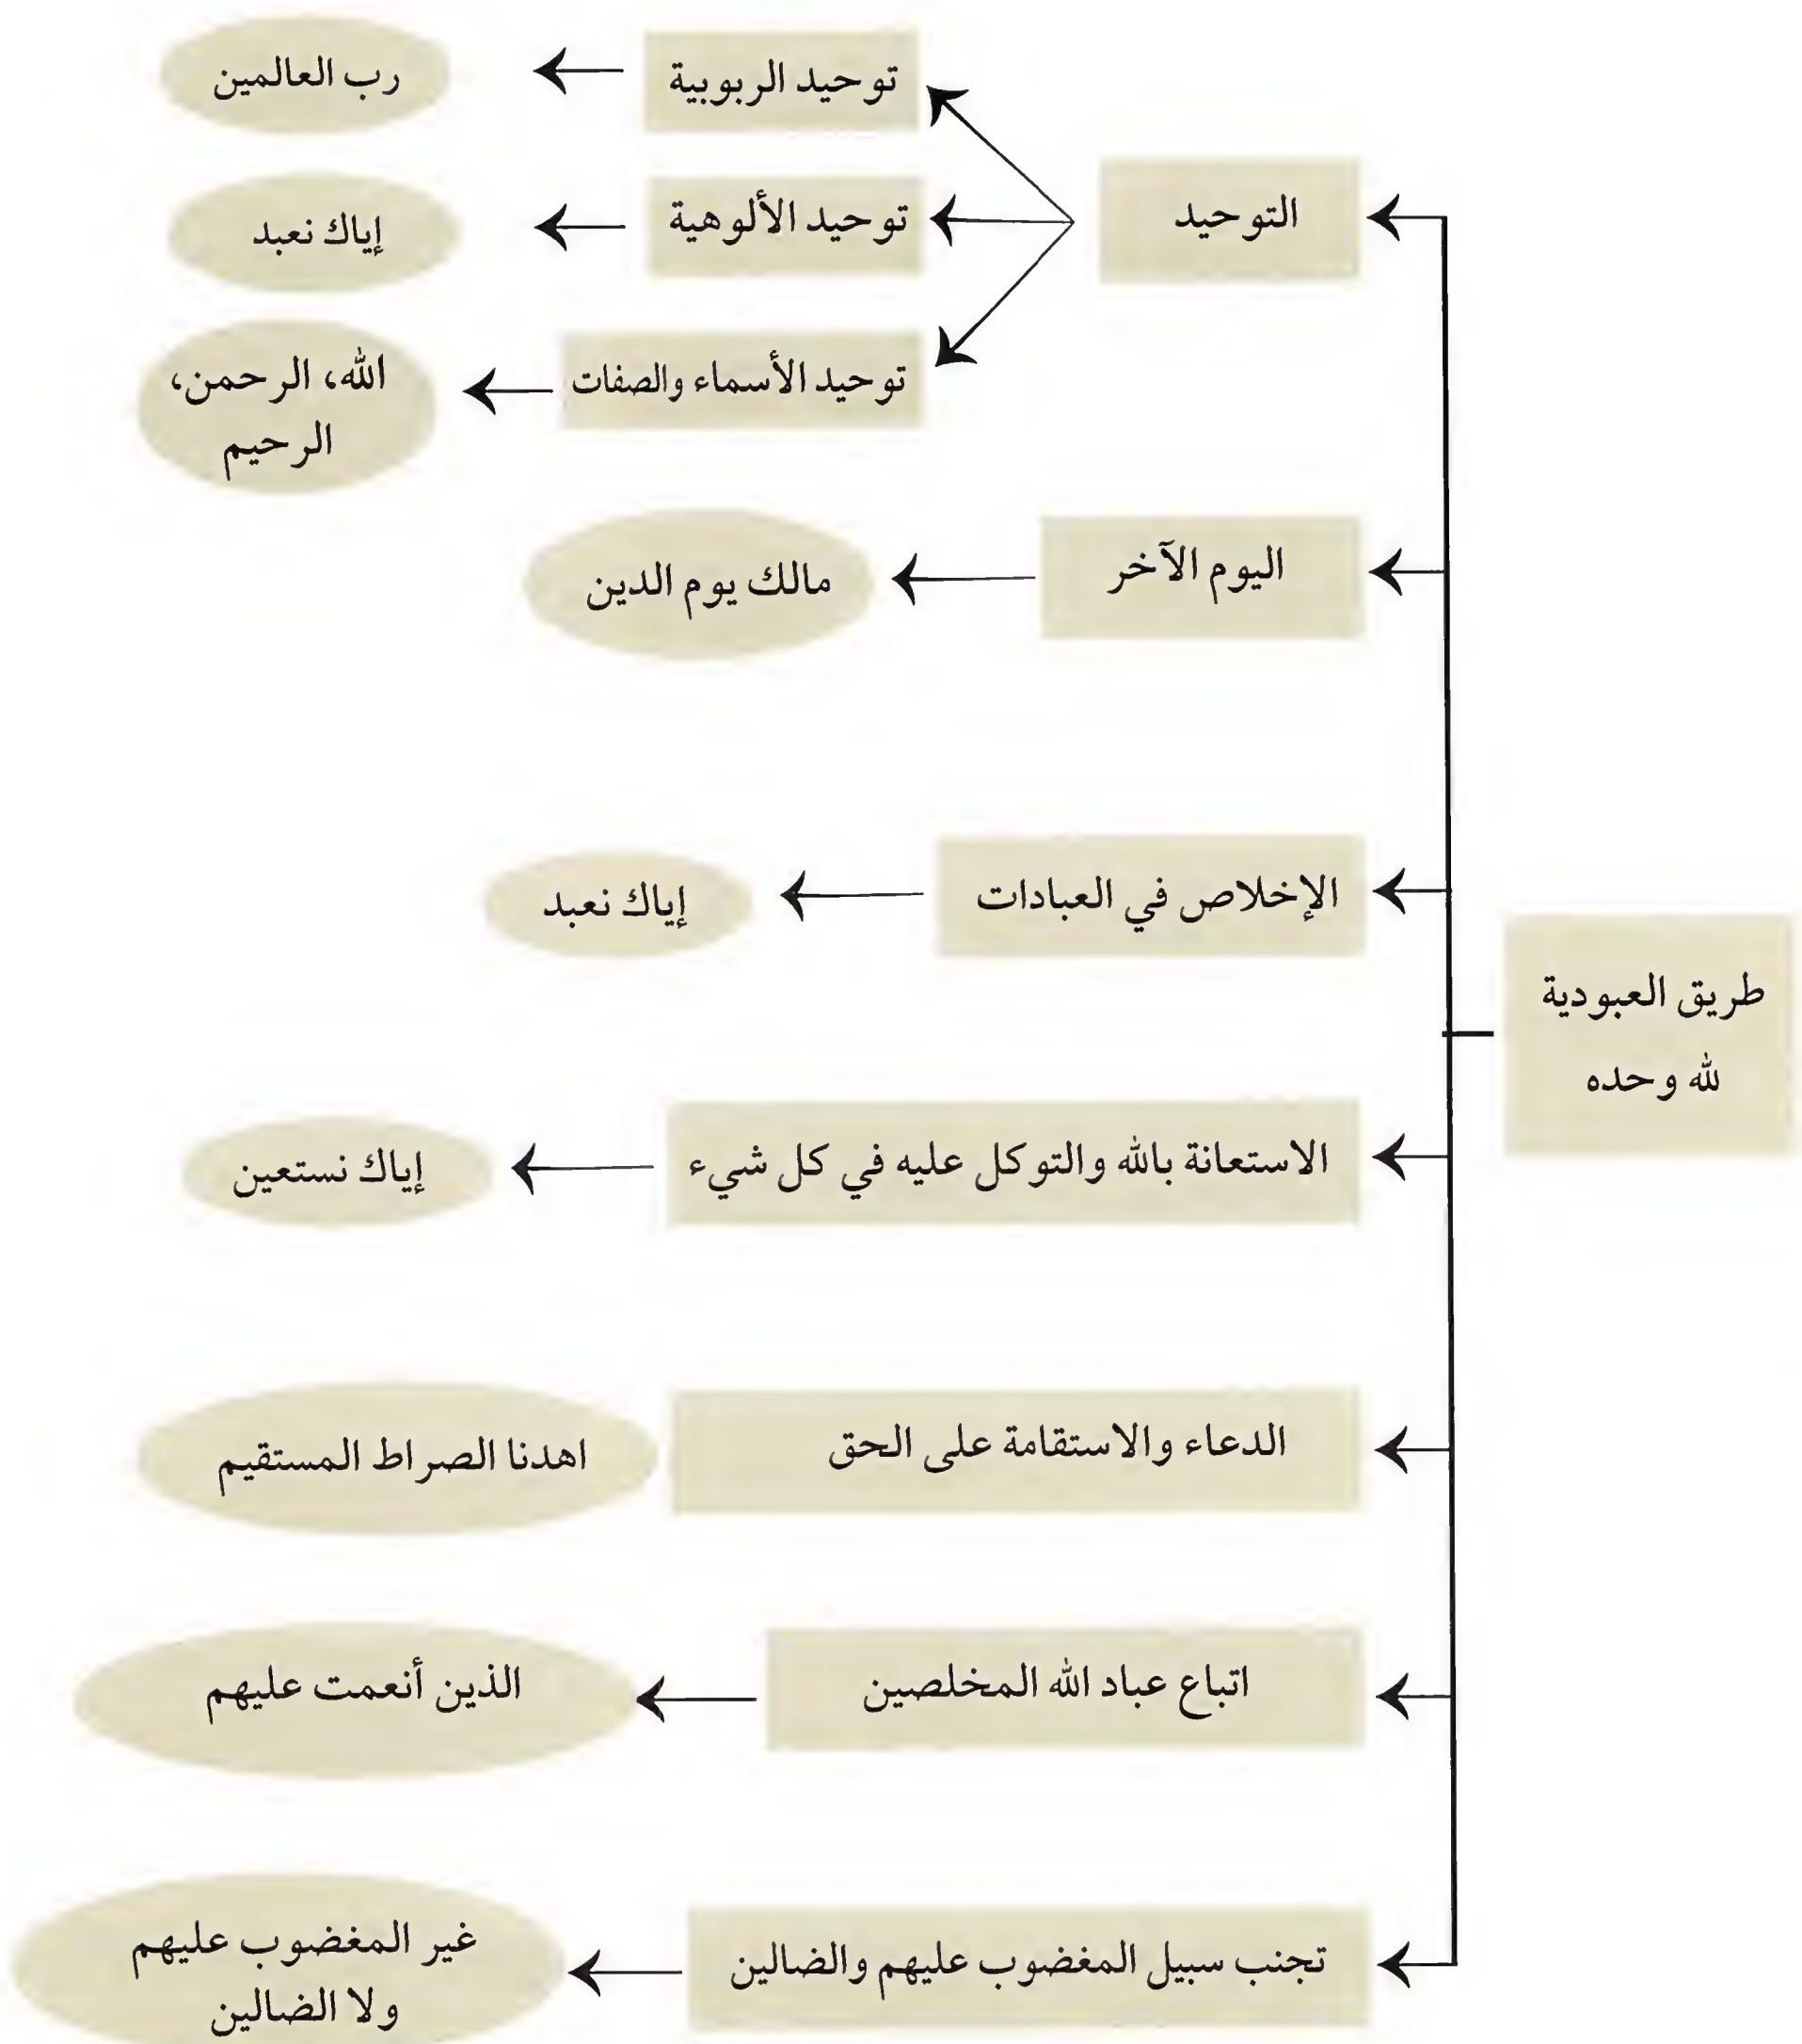 طريق العبودية
لله وحده
التوحيد
توحيد الربوبية
رب العالمين
توحيد الألوهية
إياك نعبد
توحيد الأسماء والصفات
الله، الرحمن،
الرحيم
اليوم الآخر
مالك يوم الدين
الإخلاص في العبادات
إياك نعبد
الاستعانة بالله والتوكل عليه في كل شيء
إياك نستعين
الدعاء والاستقامة على الحق
اهدنا الصراط المستقيم
اتباع عباد الله المخلصين
الذين أنعمت عليهم
تجنب سبيل المغضوب عليهم والضالين
غير المغضوب عليهم
ولا الضالين